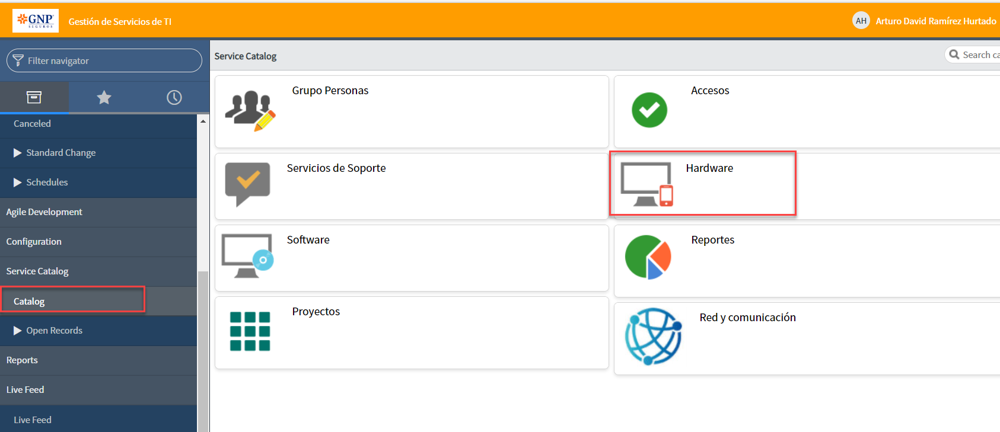 GNP
SEGUROS
Gestión de Servicios de TI
AH Arturo David Ramírez Hurtado
Filter navigator
Canceled
Standard Change
Schedules
Agile Development
Configuration
Service Catalog
Catalog
Open Records
Reports
Live Feed
Live Feed
Service Catalog
Search ca
Grupo Personas
Accesos
Servicios de Soporte
Hardware
Software
Reportes
Proyectos
Red y comunicación